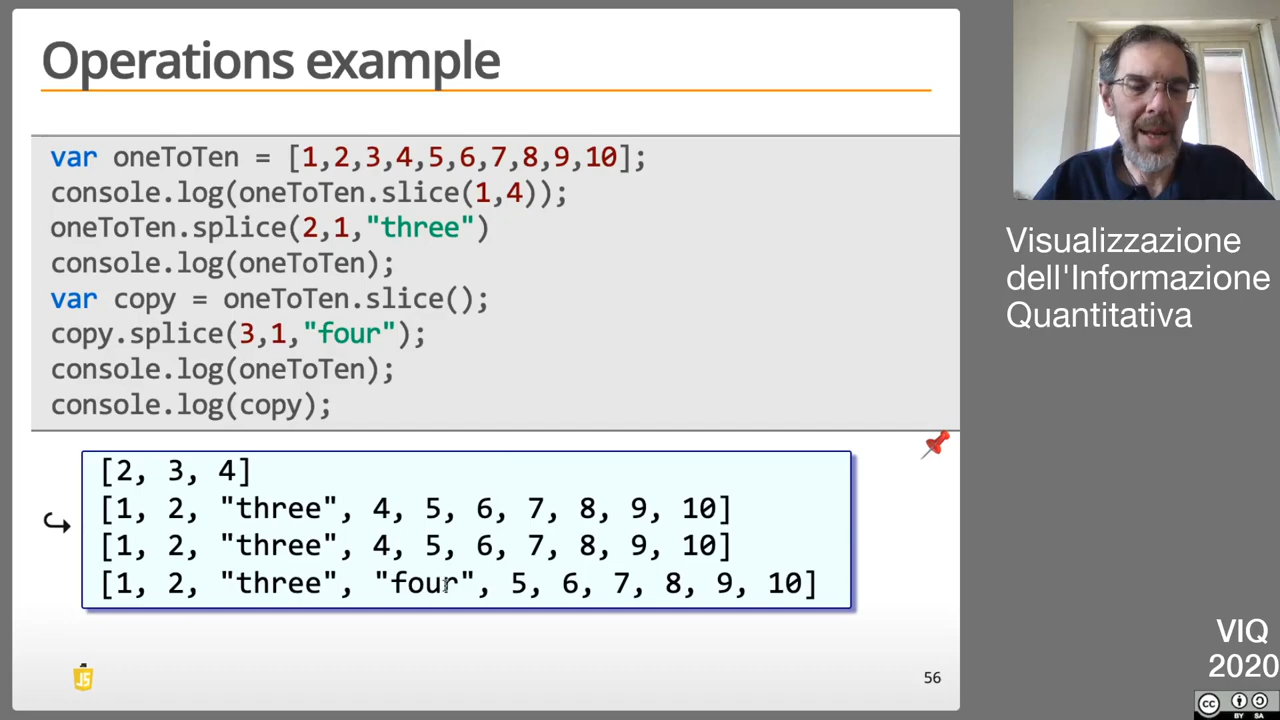 Operations example
var oneToTen = [1,2,3,4,5,6,7,8,9,10];
console.log(oneToTen.slice(1,4));
oneToTen.splice(2,1,"three")
console.log(oneToTen);
var copy = oneToTen.slice();
copy.splice(3,1,"four");
console.log(oneToTen);
console.log(copy);
[2, 3, 4]
[1, 2, "three", 4, 5, 6, 7, 8, 9, 10]
[1, 2, "three", 4, 5, 6, 7, 8, 9, 10]
[1, 2, "three", "four", 5, 6, 7, 8, 9, 10]
JS
56
Visualizzazione
dell'Informazione
Quantitativa
VIQ
2020
cc
BY SA